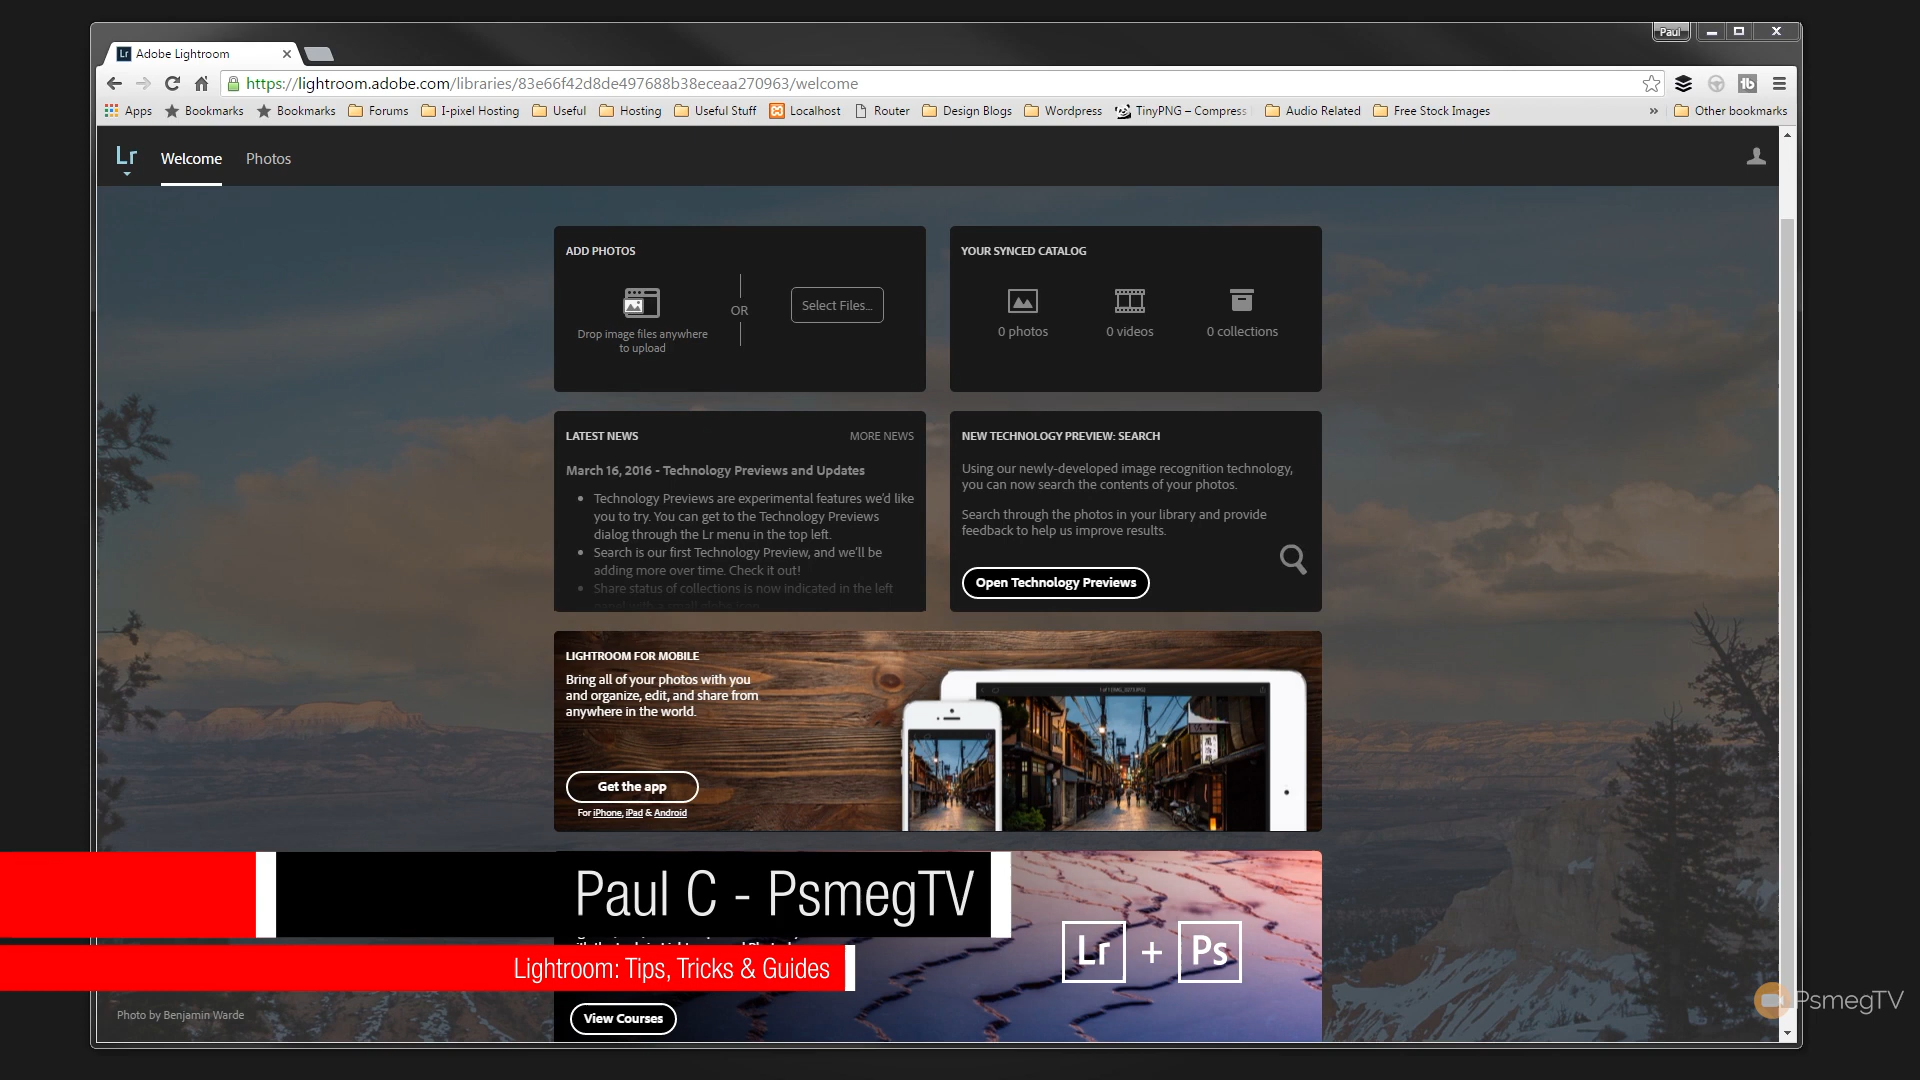 Paul
Lr Adobe Lightroom
https://lightroom.adobe.com/libraries/83e66f42d8de497688b38eceaa270963/welcome
Apps Bookmarks Bookmarks Forums I-pixel Hosting Useful Hosting Useful Stuff Localhost Router Design Blogs Wordpress TinyPNG – Compress Audio Related Free Stock Images » Other bookmarks
Lr Welcome Photos
ADD PHOTOS
Drop image files anywhere
to upload
OR
Select Files...
YOUR SYNCED CATALOG
0 photos 0 videos 0 collections
LATEST NEWS MORE NEWS
March 16, 2016 - Technology Previews and Updates
• Technology Previews are experimental features we'd like
you to try. You can get to the Technology Previews
dialog through the Lr menu in the top left.
• Search is our first Technology Preview, and we'll be
adding more over time. Check it out!
• Share status of collections is now indicated in the left
panel with a small globe icon.
NEW TECHNOLOGY PREVIEW: SEARCH
Using our newly-developed image recognition technology,
you can now search the contents of your photos.
Search through the photos in your library and provide
feedback to help us improve results.
Open Technology Previews
LIGHTROOM FOR MOBILE
Bring all of your photos with you
and organize, edit, and share from
anywhere in the world.
Get the app
For iPhone, iPad & Android
Paul C - PsmegTV
Lightroom: Tips, Tricks & Guides
Lr + Ps
View Courses
Photo by Benjamin Warde
PsmegTV